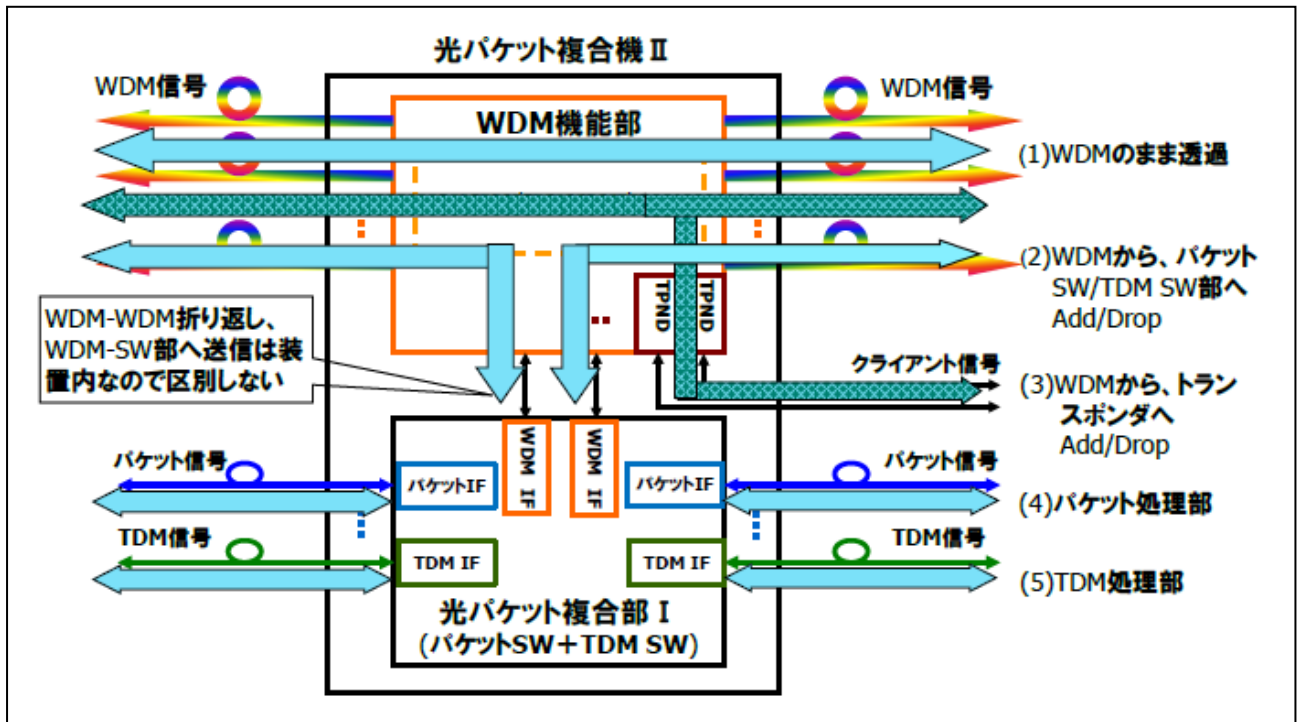 光パケット複合機Ⅱ
WDM信号
WDM信号
WDM機能部
(1)WDMのまま透過
(2)WDMから、パケット
SW/TDM SW部へ
Add/Drop
TPND
TPND
WDM-WDM折り返し、
WDM-SW部へ送信は装
置内なので区別しない
クライアント信号
(3)WDMから、トラン
スポンダへ
Add/Drop
WDM IF
WDM IF
パケット信号
パケットIF
パケットIF
パケット信号
(4)パケット処理部
TDM信号
TDM IF
TDM IF
TDM信号
(5)TDM処理部
光パケット複合部Ⅰ
(パケットSW+TDM SW)